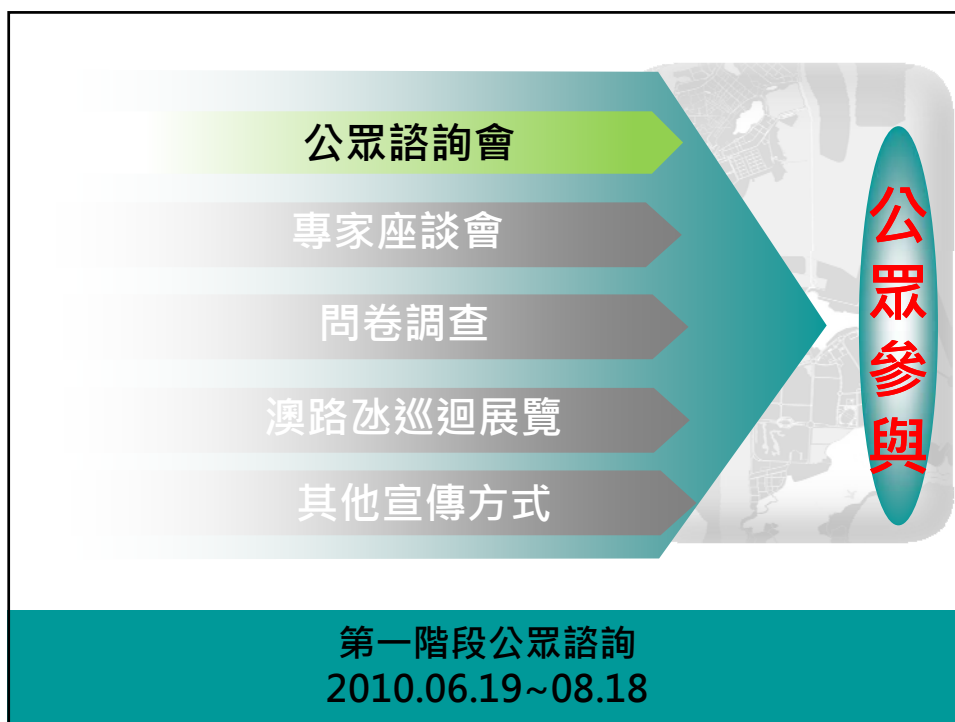 公眾諮詢會
專家座談會
問卷調查
澳路氹巡迴展覽
其他宣傳方式
公眾參與
第一階段公眾諮詢
2010.06.19~08.18